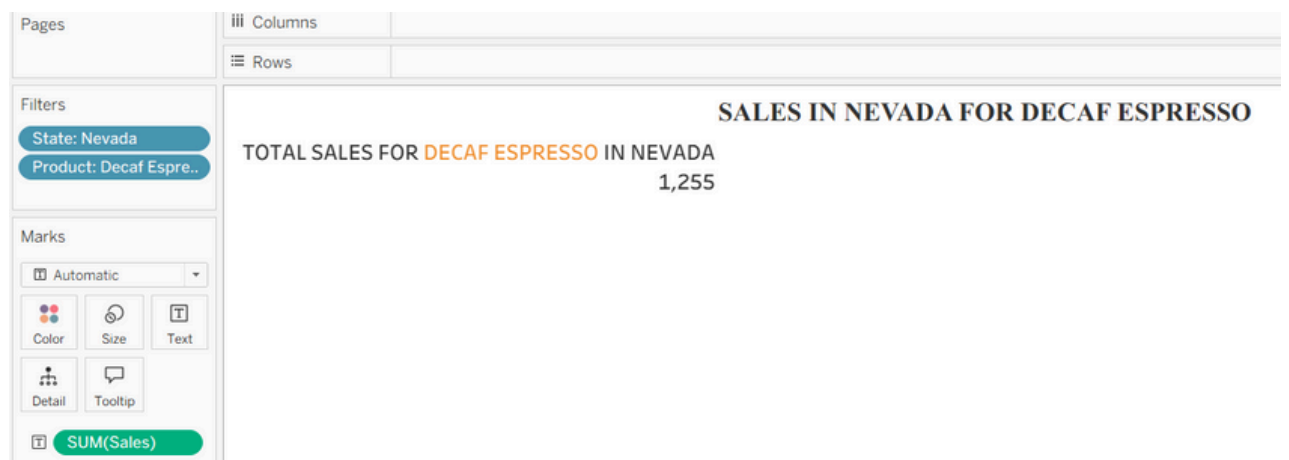 Pages
iii Columns
Rows
Filters
State: Nevada
Product: Decaf Espre..
SALES IN NEVADA FOR DECAF ESPRESSO
TOTAL SALES FOR DECAF ESPRESSO IN NEVADA
1,255
Marks
T Automatic
Color Size T Text
Detail Tooltip
T SUM(Sales)